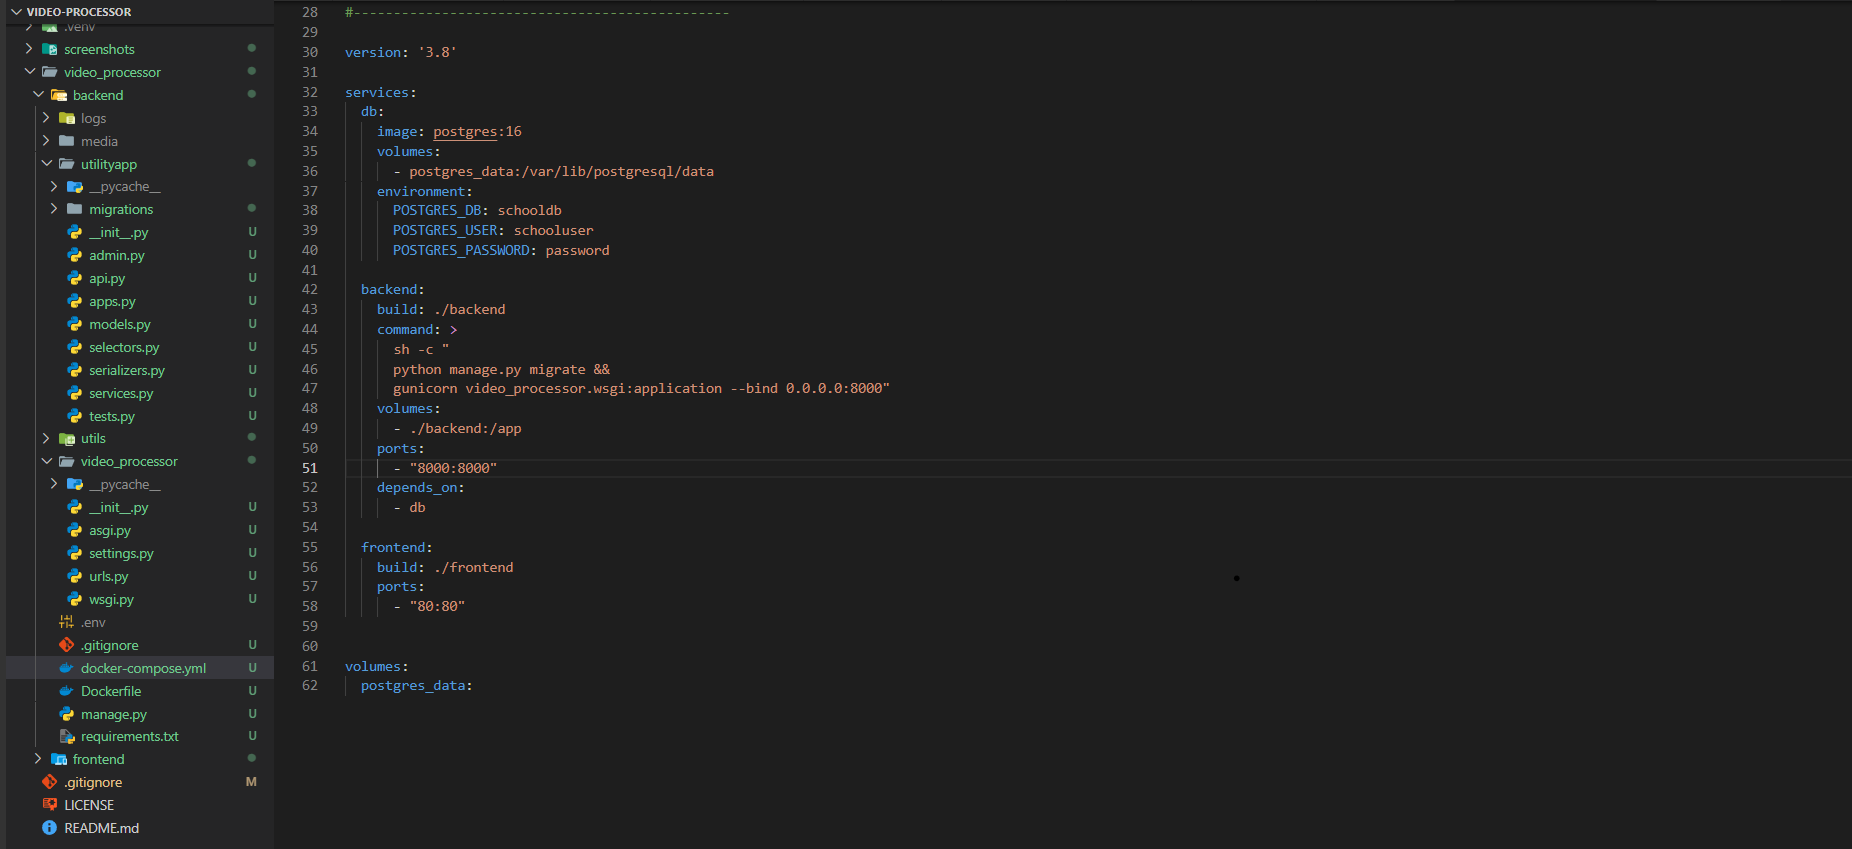 VIDEO-PROCESSOR
.venv
screenshots
video_processor
backend
logs
media
utilityapp
__pycache__
migrations
__init__.py U
admin.py U
api.py U
apps.py U
models.py U
selectors.py U
serializers.py U
services.py U
tests.py U
utils
video_processor
__pycache__
__init__.py U
asgi.py U
settings.py U
urls.py U
wsgi.py U
.env
.gitignore U
docker-compose.yml U
Dockerfile U
manage.py U
requirements.txt U
frontend
.gitignore M
LICENSE
README.md
28 #-----------------------------------------------
29
30 version: '3.8'
31
32 services:
33   db:
34     image: postgres:16
35     volumes:
36       - postgres_data:/var/lib/postgresql/data
37     environment:
38       POSTGRES_DB: schooldb
39       POSTGRES_USER: schooluser
40       POSTGRES_PASSWORD: password
41
42   backend:
43     build: ./backend
44     command: >
45       sh -c "
46       python manage.py migrate &&
47       gunicorn video_processor.wsgi:application --bind 0.0.0.0:8000"
48     volumes:
49       - ./backend:/app
50     ports:
51       - "8000:8000"
52     depends_on:
53       - db
54
55   frontend:
56     build: ./frontend
57     ports:
58       - "80:80"
59
60
61 volumes:
62   postgres_data: